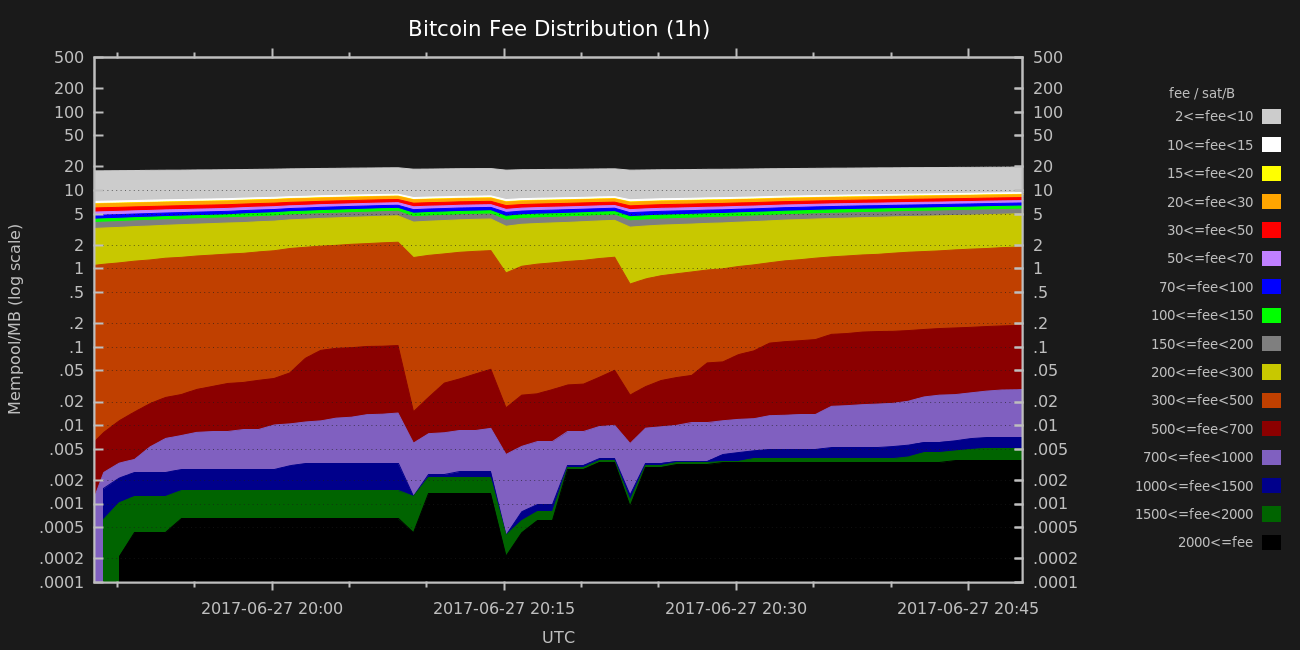 Bitcoin Fee Distribution (1h)
500 500
200 200
100 100
50 50
20 20
10 10
5 5
2 2
1 1
.5 .5
.2 .2
.1 .1
.05 .05
.02 .02
.01 .01
.005 .005
.002 .002
.001 .001
.0005 .0005
.0002 .0002
.0001 .0001
Mempool/MB (log scale)
2017-06-27 20:00 2017-06-27 20:15 2017-06-27 20:30 2017-06-27 20:45
UTC
fee / sat/B
2<=fee<10
10<=fee<15
15<=fee<20
20<=fee<30
30<=fee<50
50<=fee<70
70<=fee<100
100<=fee<150
150<=fee<200
200<=fee<300
300<=fee<500
500<=fee<700
700<=fee<1000
1000<=fee<1500
1500<=fee<2000
2000<=fee